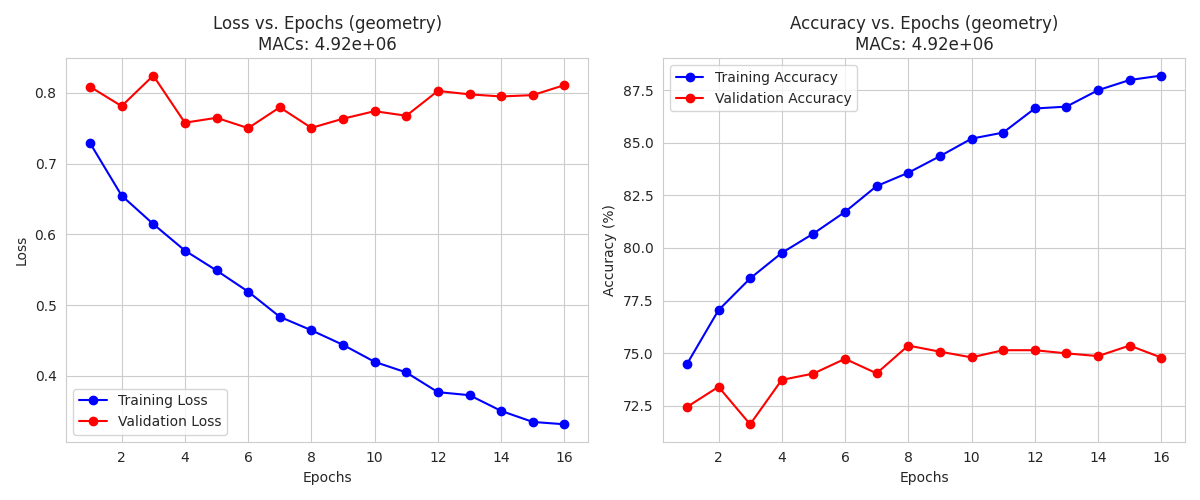 Loss vs. Epochs (geometry)
MACs: 4.92e+06
0.8
0.7
0.6
0.5
0.4
Loss
Training Loss
Validation Loss
2 4 6 8 10 12 14 16
Epochs
Accuracy vs. Epochs (geometry)
MACs: 4.92e+06
Training Accuracy
Validation Accuracy
87.5
85.0
82.5
80.0
77.5
75.0
72.5
Accuracy (%)
2 4 6 8 10 12 14 16
Epochs